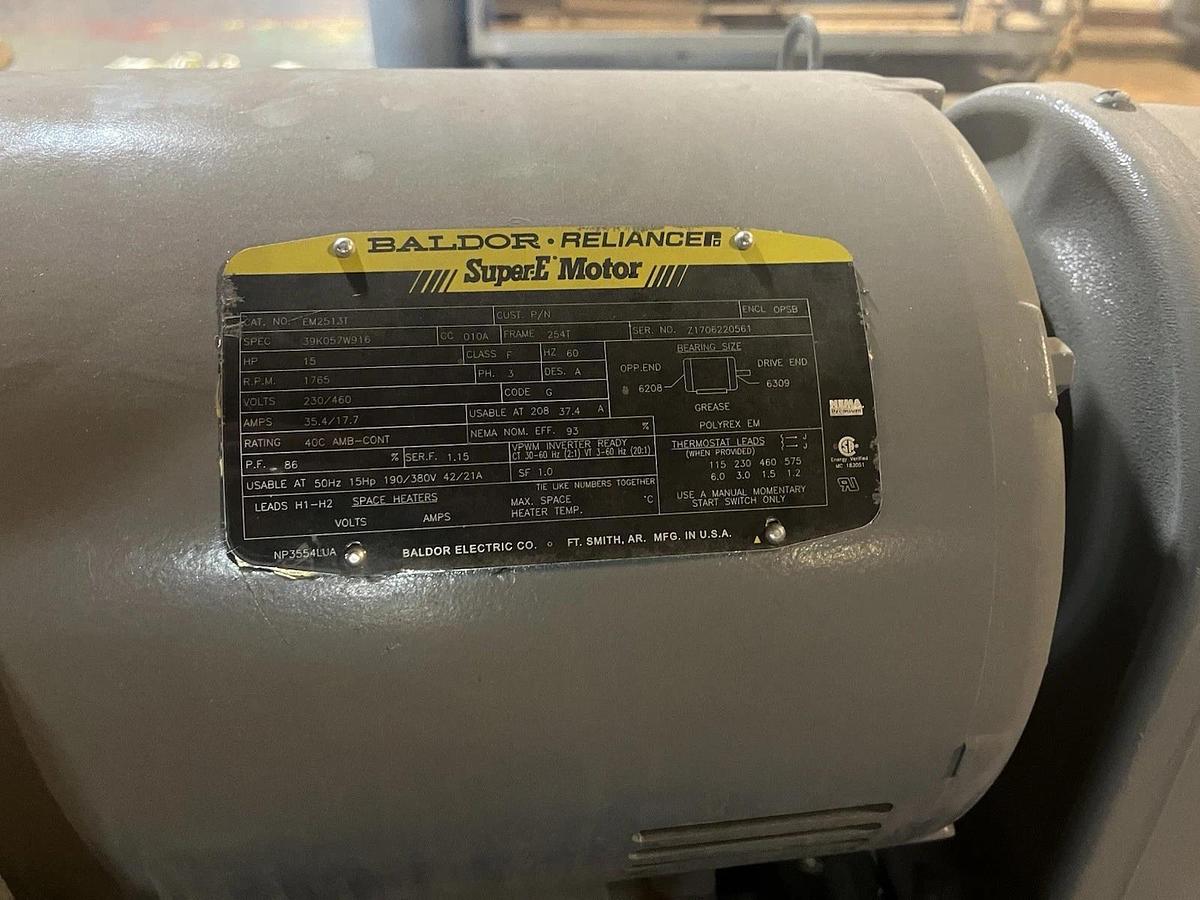 BALDOR · RELIANCE
Super-E Motor
CAT. NO. EM2513T CUST. P/N ENCL OPSB
SPEC 39K057W916 CC 010A FRAME 254T SER. NO. Z1706220561
HP 15 CLASS F HZ 60 BEARING SIZE
R.P.M. 1765 PH. 3 DES. A OPP.END DRIVE END
VOLTS 230/460 CODE G 6208 6309
AMPS 35.4/17.7 USABLE AT 208 37.4 A GREASE
RATING 40C AMB-CONT NEMA NOM. EFF. 93 % POLYREX EM
P.F. 86 % SER.F. 1.15 VPWM INVERTER READY
CT 30-60 Hz (2:1) VT 3-60 Hz (20:1)
USABLE AT 50Hz 15Hp 190/380V 42/21A SF 1.0
TIE LIKE NUMBERS TOGETHER
LEADS H1-H2 SPACE HEATERS MAX. SPACE °C
HEATER TEMP.
VOLTS AMPS
THERMOSTAT LEADS J
(WHEN PROVIDED) J
115 230 460 575
6.0 3.0 1.5 1.2
USE A MANUAL MOMENTARY
START SWITCH ONLY
NEMA
Premium
Energy Verified
MC 183051
NP3554LUA BALDOR ELECTRIC CO. FT. SMITH, AR. MFG. IN U.S.A.